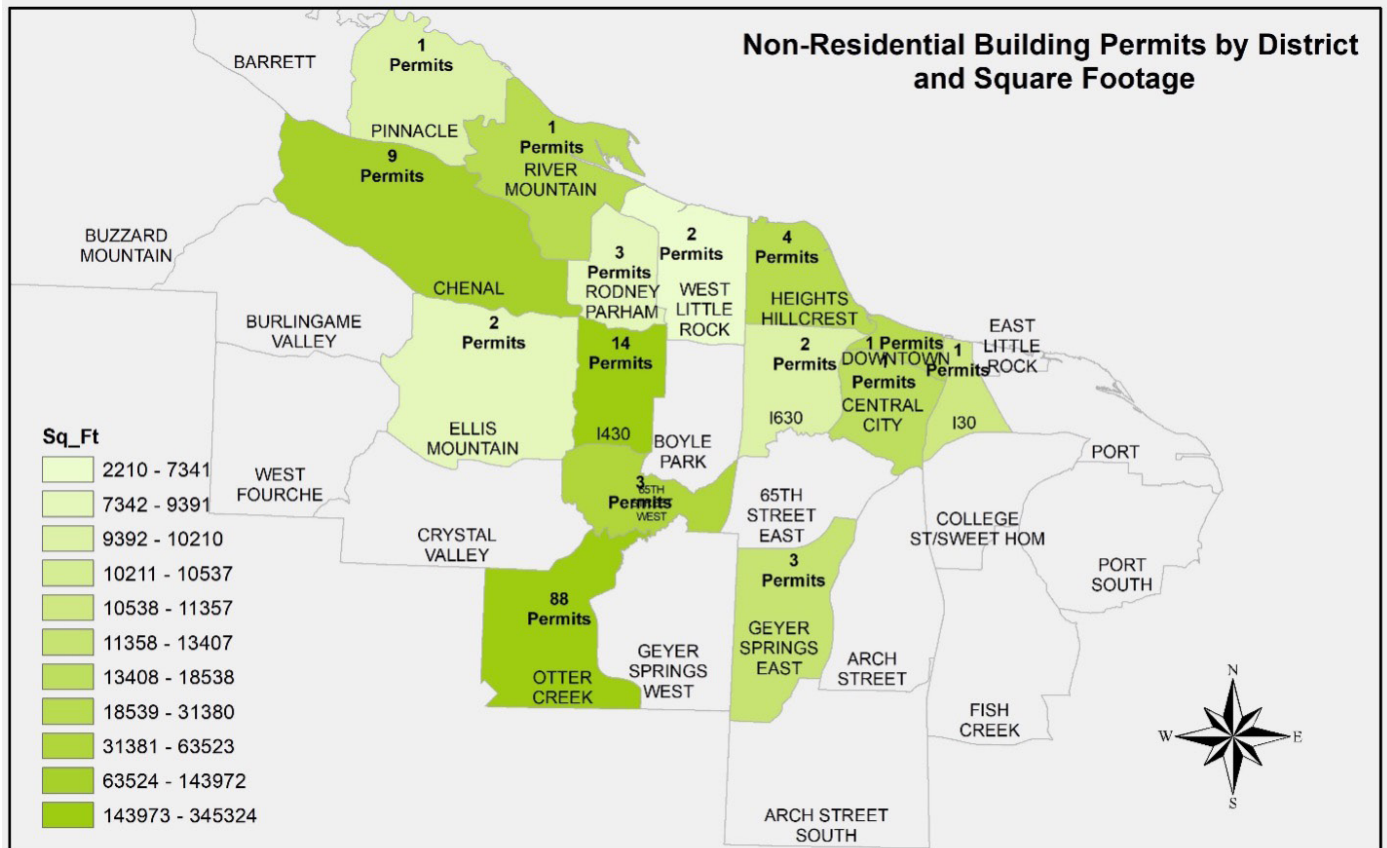 Non-Residential Building Permits by District
and Square Footage
BARRETT
1
Permits
PINNACLE
9
Permits
CHENAL
1
Permits
RIVER
MOUNTAIN
BUZZARD
MOUNTAIN
3
Permits
RODNEY
PARHAM
2
Permits
WEST
LITTLE
ROCK
4
Permits
HEIGHTS
HILLCREST
BURLINGAME
VALLEY
2
Permits
ELLIS
MOUNTAIN
14
Permits
I430
BOYLE
PARK
2
Permits
I630
1 Permits
DOWNTOWN
1
Permits
CENTRAL
CITY
1
Permits
I30
EAST
LITTLE
ROCK
PORT
WEST
FOURCHE
CRYSTAL
VALLEY
3
Permits
65TH
WEST
65TH
STREET
EAST
COLLEGE
ST/SWEET HOM
PORT
SOUTH
88
Permits
OTTER
CREEK
GEYER
SPRINGS
WEST
3
Permits
GEYER
SPRINGS
EAST
ARCH
STREET
FISH
CREEK
ARCH STREET
SOUTH
Sq_Ft
2210 - 7341
7342 - 9391
9392 - 10210
10211 - 10537
10538 - 11357
11358 - 13407
13408 - 18538
18539 - 31380
31381 - 63523
63524 - 143972
143973 - 345324
N
W
E
S